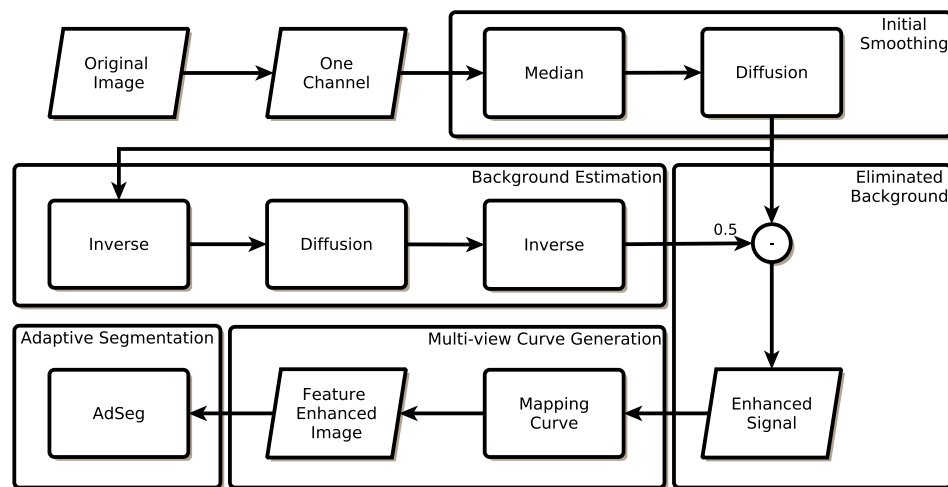 Initial
Smoothing
Original
Image
One
Channel
Median
Diffusion
Background Estimation
Eliminated
Background
Inverse
Diffusion
Inverse
0.5
-
Adaptive Segmentation
Multi-view Curve Generation
AdSeg
Feature
Enhanced
Image
Mapping
Curve
Enhanced
Signal